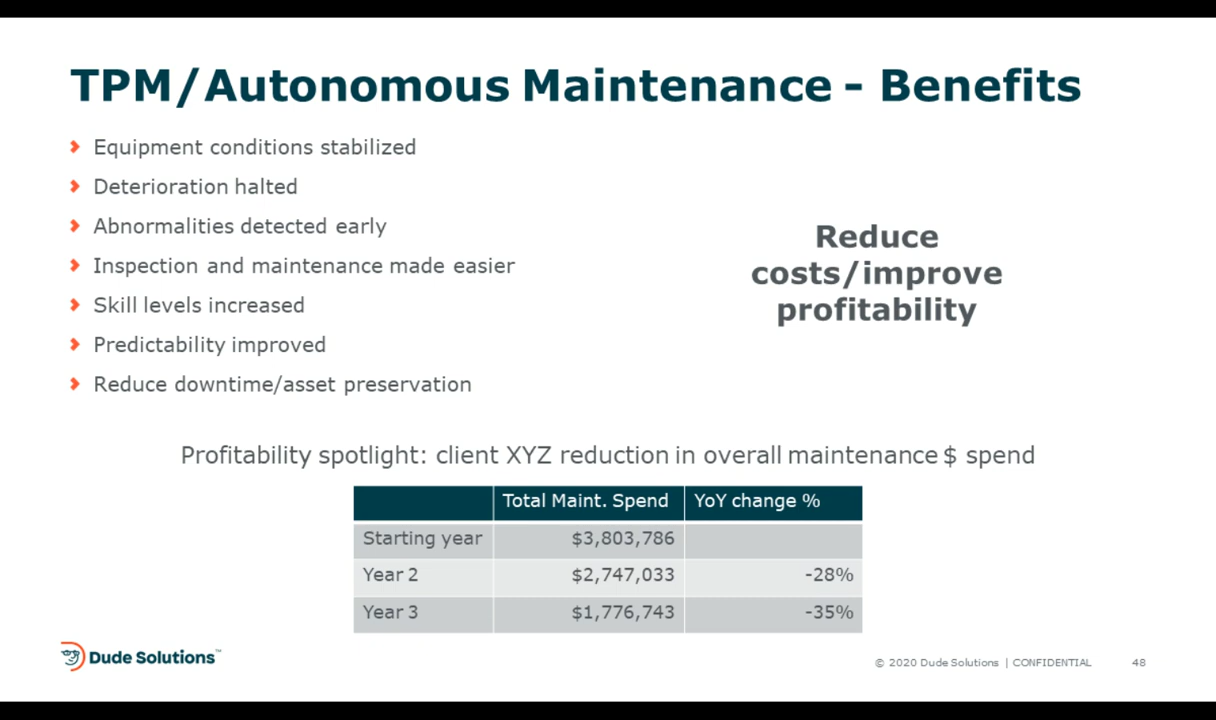 TPM/Autonomous Maintenance - Benefits
Equipment conditions stabilized
Deterioration halted
Abnormalities detected early
Inspection and maintenance made easier
Skill levels increased
Predictability improved
Reduce downtime/asset preservation
Reduce
costs/improve
profitability
Profitability spotlight: client XYZ reduction in overall maintenance $ spend
Total Maint. Spend YoY change %
Starting year $3,803,786
Year 2 $2,747,033 -28%
Year 3 $1,776,743 -35%
Dude Solutions™
© 2020 Dude Solutions | CONFIDENTIAL 48